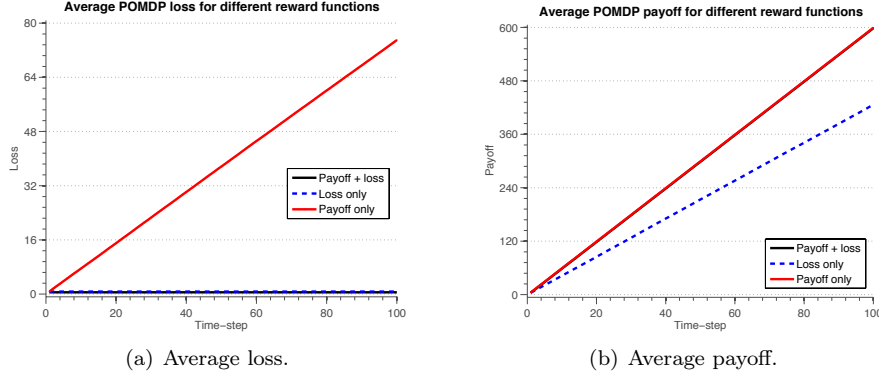 Average POMDP loss for different reward functions
80
64
48
32
16
0
Loss
0 20 40 60 80 100
Time-step
Payoff + loss
Loss only
Payoff only
(a) Average loss.
Average POMDP payoff for different reward functions
600
480
360
240
120
0
Payoff
0 20 40 60 80 100
Time-step
Payoff + loss
Loss only
Payoff only
(b) Average payoff.